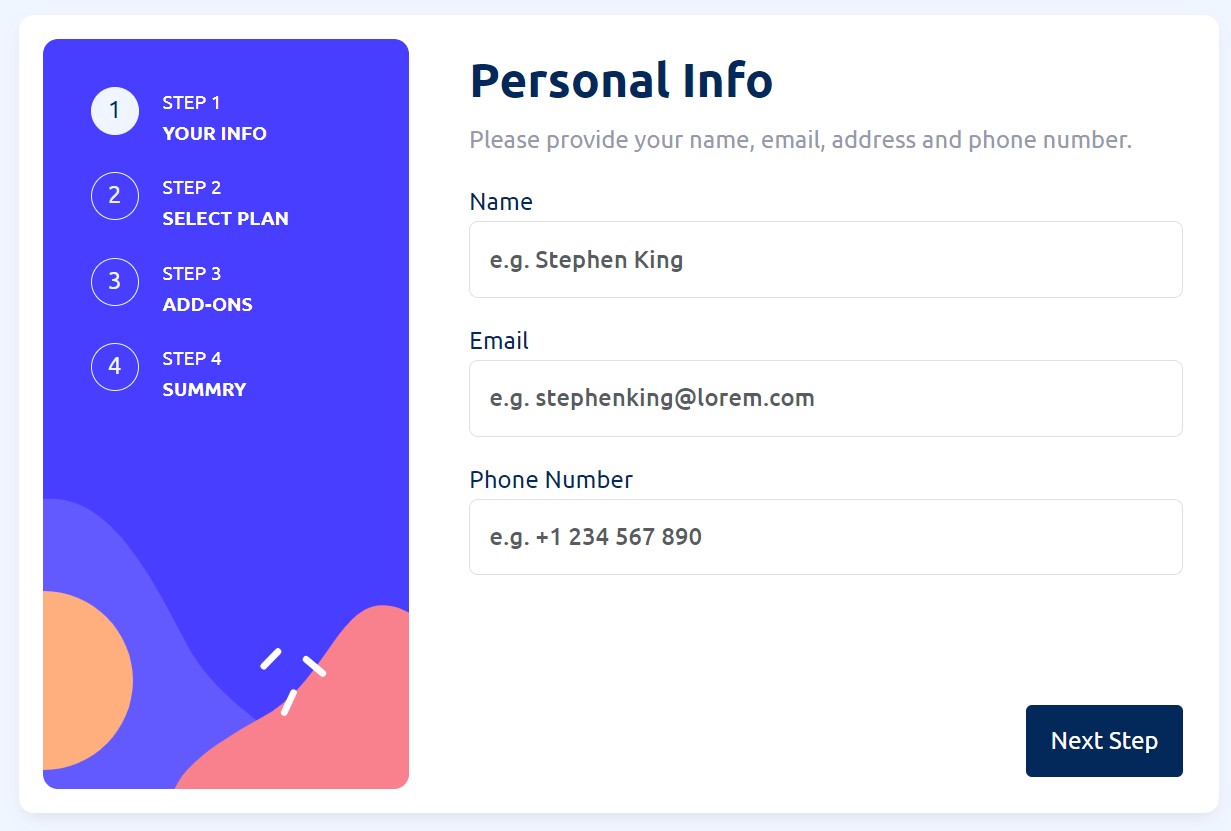 1
STEP 1
YOUR INFO
2
STEP 2
SELECT PLAN
3
STEP 3
ADD-ONS
4
STEP 4
SUMMRY
Personal Info
Please provide your name, email, address and phone number.
Name
e.g. Stephen King
Email
e.g. stephenking@lorem.com
Phone Number
e.g. +1 234 567 890
Next Step